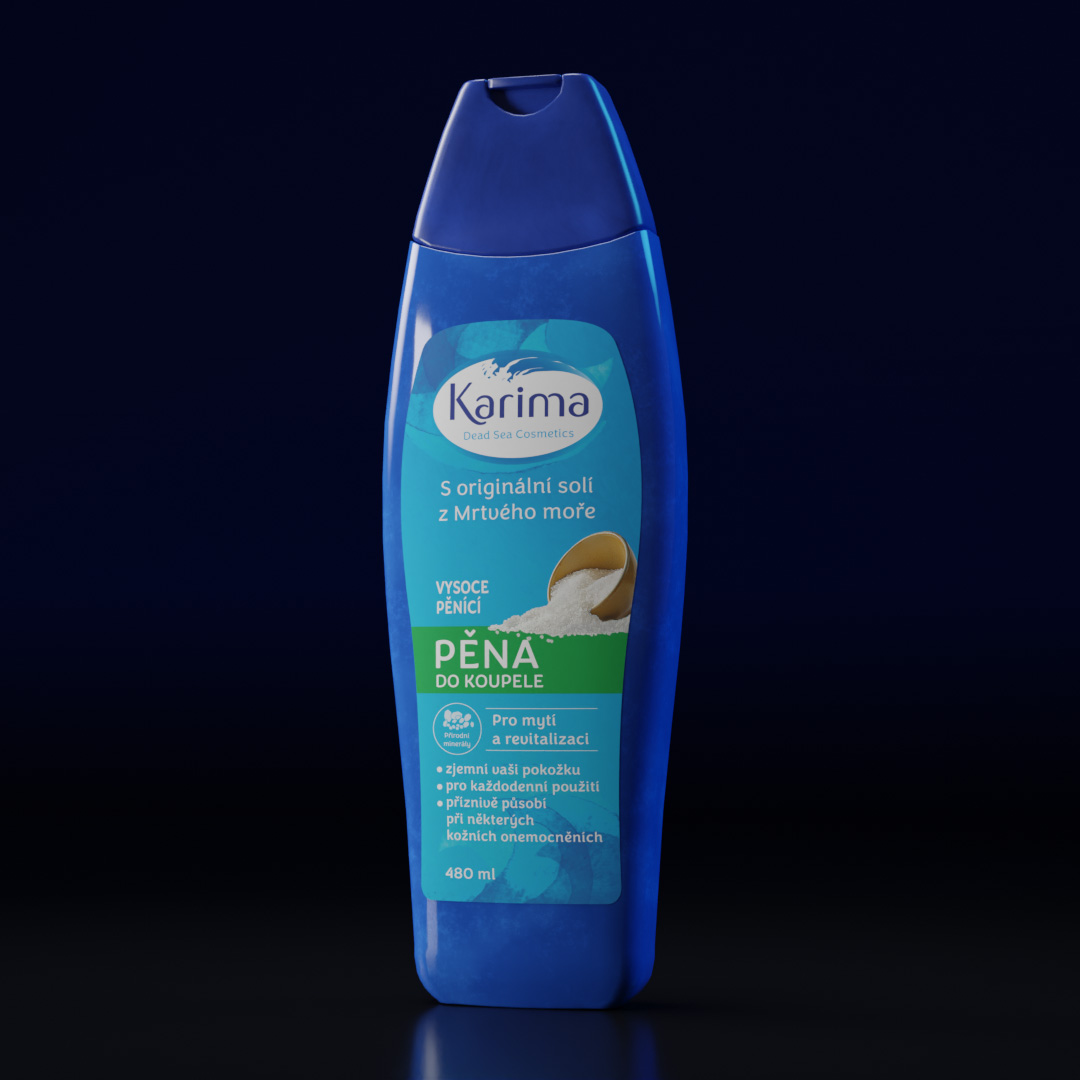 Karima
Dead Sea Cosmetics
S originální solí
z Mrtvého moře
VYSOCE
PĚNÍCÍ
PĚNA
DO KOUPELE
Přírodní
minerály
Pro mytí
a revitalizaci
• zjemní vaši pokožku
• pro každodenní použití
• příznivě působí
při některých
kožních onemocněních
480 ml